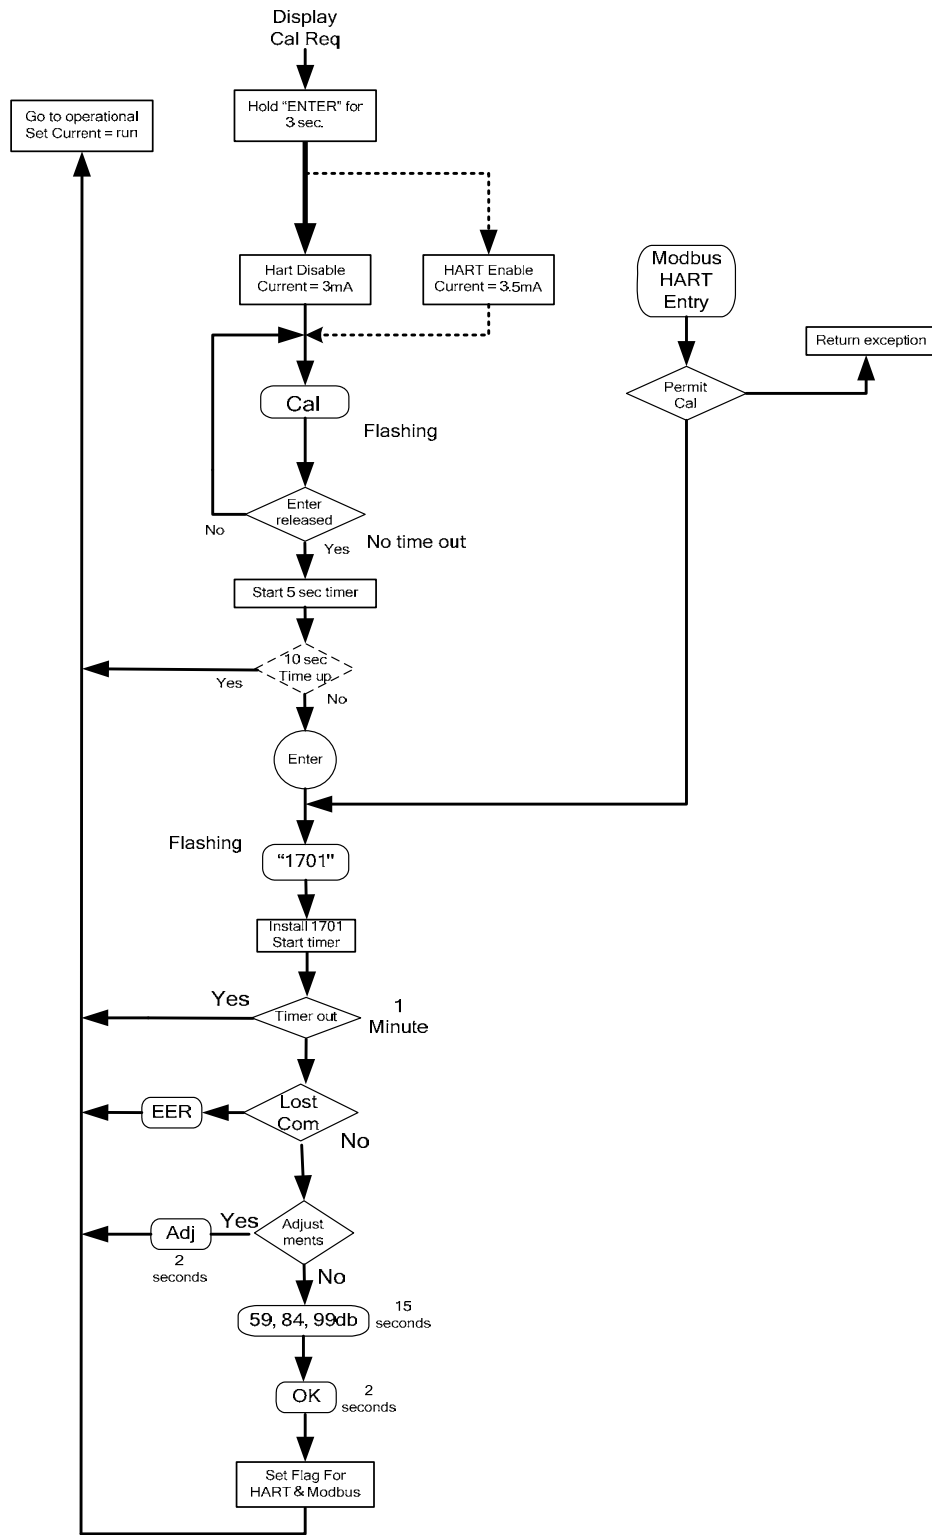 Display
Cal Req
Hold “ENTER” for
3 sec.
Go to operational
Set Current = run
Hart Disable
Current = 3mA
HART Enable
Current = 3.5mA
Modbus
HART
Entry
Return exception
Permit
Cal
Cal
Flashing
Enter
released
No
Yes
No time out
Start 5 sec timer
10 sec
Time up
Yes
No
Enter
Flashing
“1701"
Install 1701
Start timer
Yes
Timer out
1
Minute
Lost
Com
EER
No
Adjust
ments
Yes
Adj
2
seconds
No
59, 84, 99db
15
seconds
OK
2
seconds
Set Flag For
HART & Modbus